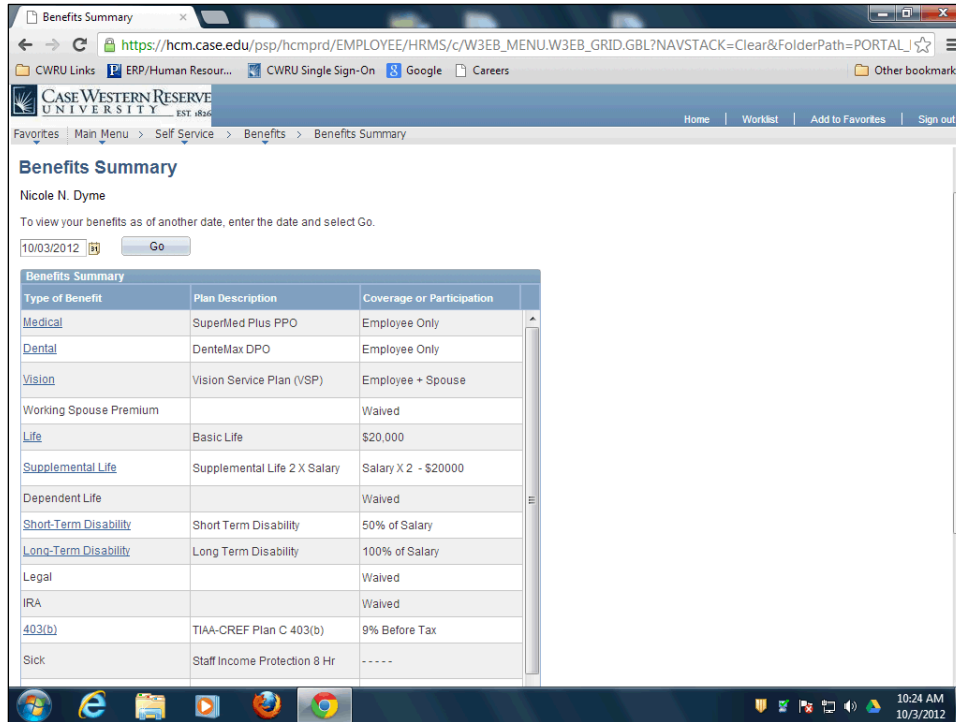 Benefits Summary
https://hcm.case.edu/psp/hcmprd/EMPLOYEE/HRMS/c/W3EB_MENU.W3EB_GRID.GBL?NAVSTACK=Clear&FolderPath=PORTAL_
CWRU Links ERP/Human Resour... CWRU Single Sign-On Google Careers Other bookmark
CASE WESTERN RESERVE
UNIVERSITY EST. 1826
Home | Worklist | Add to Favorites | Sign out
Favorites Main Menu > Self Service > Benefits > Benefits Summary
Benefits Summary
Nicole N. Dyme
To view your benefits as of another date, enter the date and select Go.
10/03/2012 31 Go
Benefits Summary
Type of Benefit Plan Description Coverage or Participation
Medical SuperMed Plus PPO Employee Only
Dental DenteMax DPO Employee Only
Vision Vision Service Plan (VSP) Employee + Spouse
Working Spouse Premium Waived
Life Basic Life $20,000
Supplemental Life Supplemental Life 2 X Salary Salary X 2 - $20000
Dependent Life Waived
Short-Term Disability Short Term Disability 50% of Salary
Long-Term Disability Long Term Disability 100% of Salary
Legal Waived
IRA Waived
403(b) TIAA-CREF Plan C 403(b) 9% Before Tax
Sick Staff Income Protection 8 Hr - - - - -
10:24 AM
10/3/2012